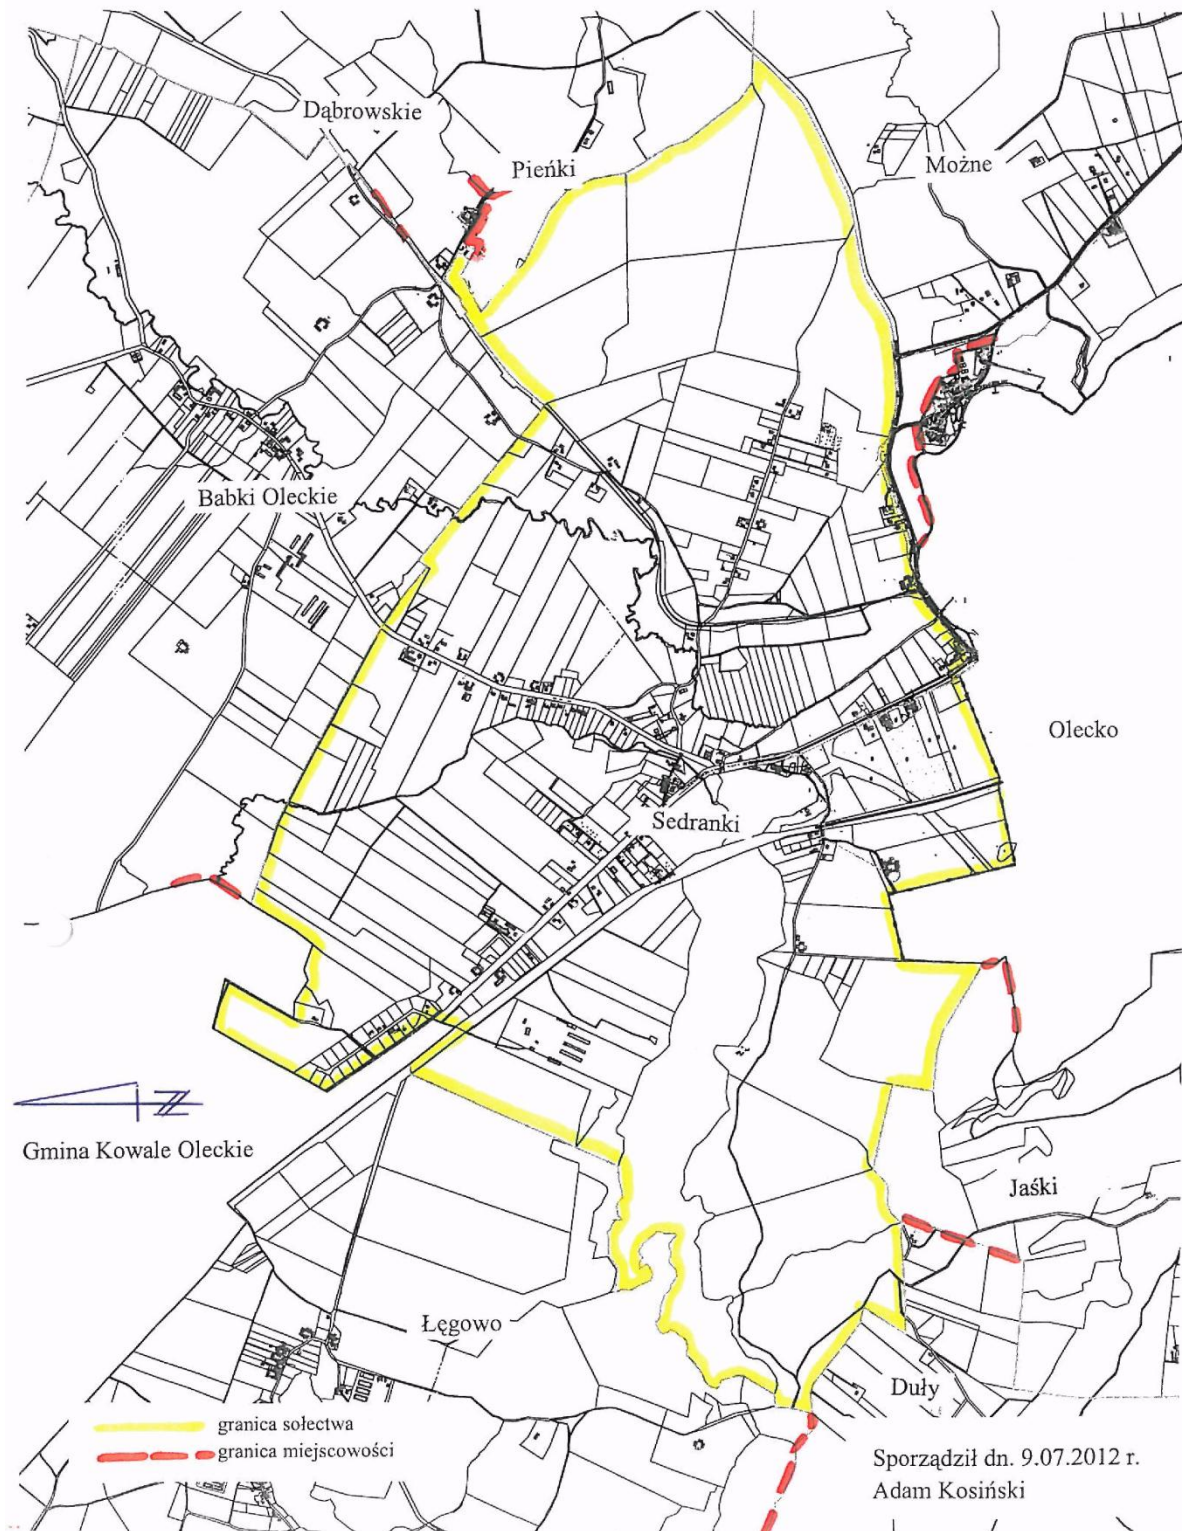 Dąbrowskie
Pieńki
Możne
Babki Oleckie
Olecko
Sedranki
Gmina Kowale Oleckie
Jaśki
Łęgowo
Duły
granica sołectwa
granica miejscowości
Sporządził dn. 9.07.2012 r.
Adam Kosiński